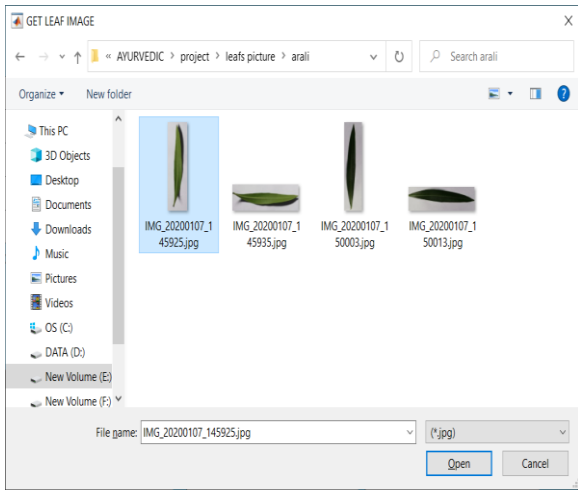 GET LEAF IMAGE
« AYURVEDIC > project > leafs picture > arali
Search arali
Organize
New folder
This PC
3D Objects
Desktop
Documents
Downloads
Music
Pictures
Videos
OS (C:)
DATA (D:)
New Volume (E:)
New Volume (F:)
IMG_20200107_1
45925.jpg
IMG_20200107_1
45935.jpg
IMG_20200107_1
50003.jpg
IMG_20200107_1
50013.jpg
File name: IMG_20200107_145925.jpg
(*.jpg)
Open
Cancel